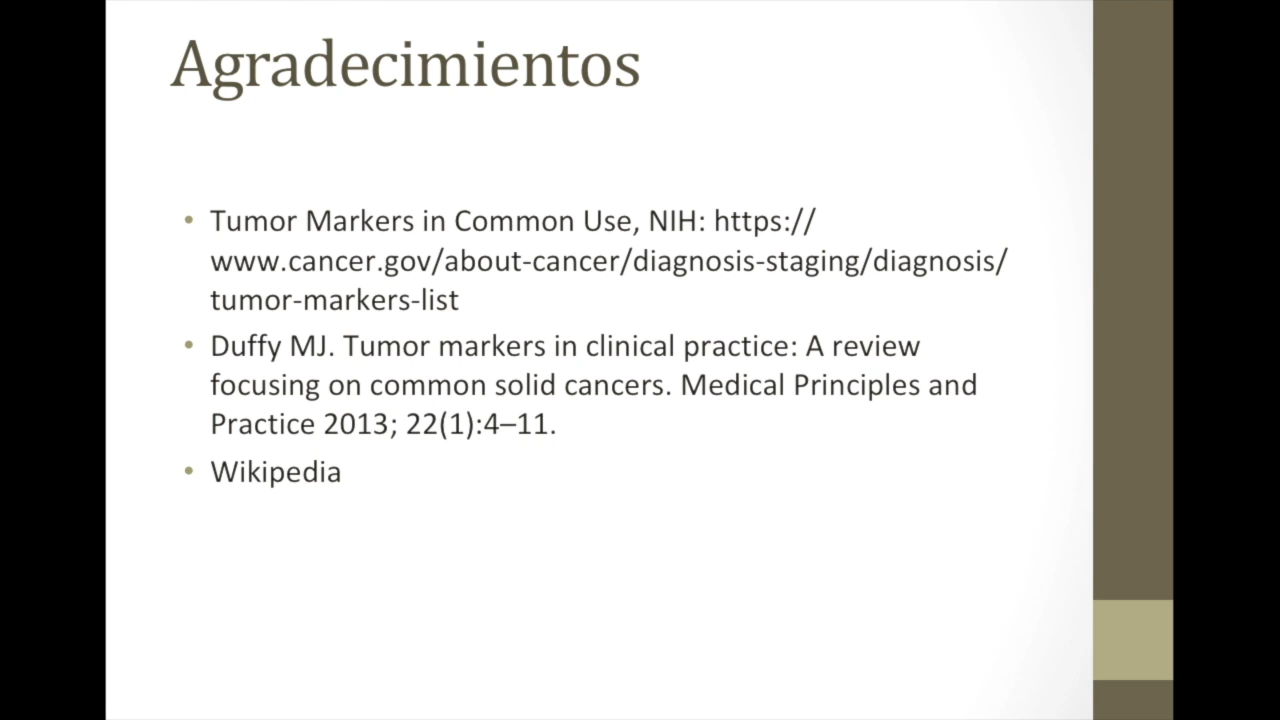 Agradecimientos
• Tumor Markers in Common Use, NIH: https://
www.cancer.gov/about-cancer/diagnosis-staging/diagnosis/
tumor-markers-list
• Duffy MJ. Tumor markers in clinical practice: A review
focusing on common solid cancers. Medical Principles and
Practice 2013; 22(1):4–11.
• Wikipedia